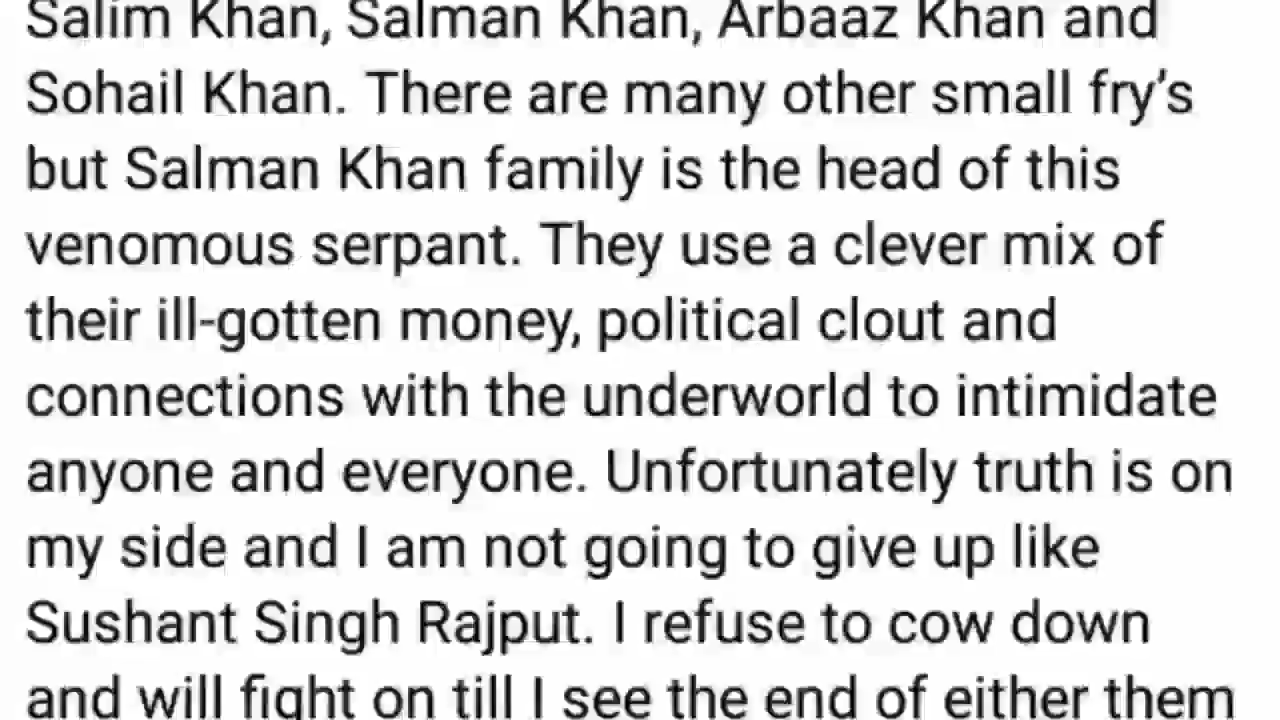 Salim Khan, Salman Khan, Arbaaz Khan and
Sohail Khan. There are many other small fry’s
but Salman Khan family is the head of this
venomous serpant. They use a clever mix of
their ill-gotten money, political clout and
connections with the underworld to intimidate
anyone and everyone. Unfortunately truth is on
my side and I am not going to give up like
Sushant Singh Rajput. I refuse to cow down
and will fight on till I see the end of either them